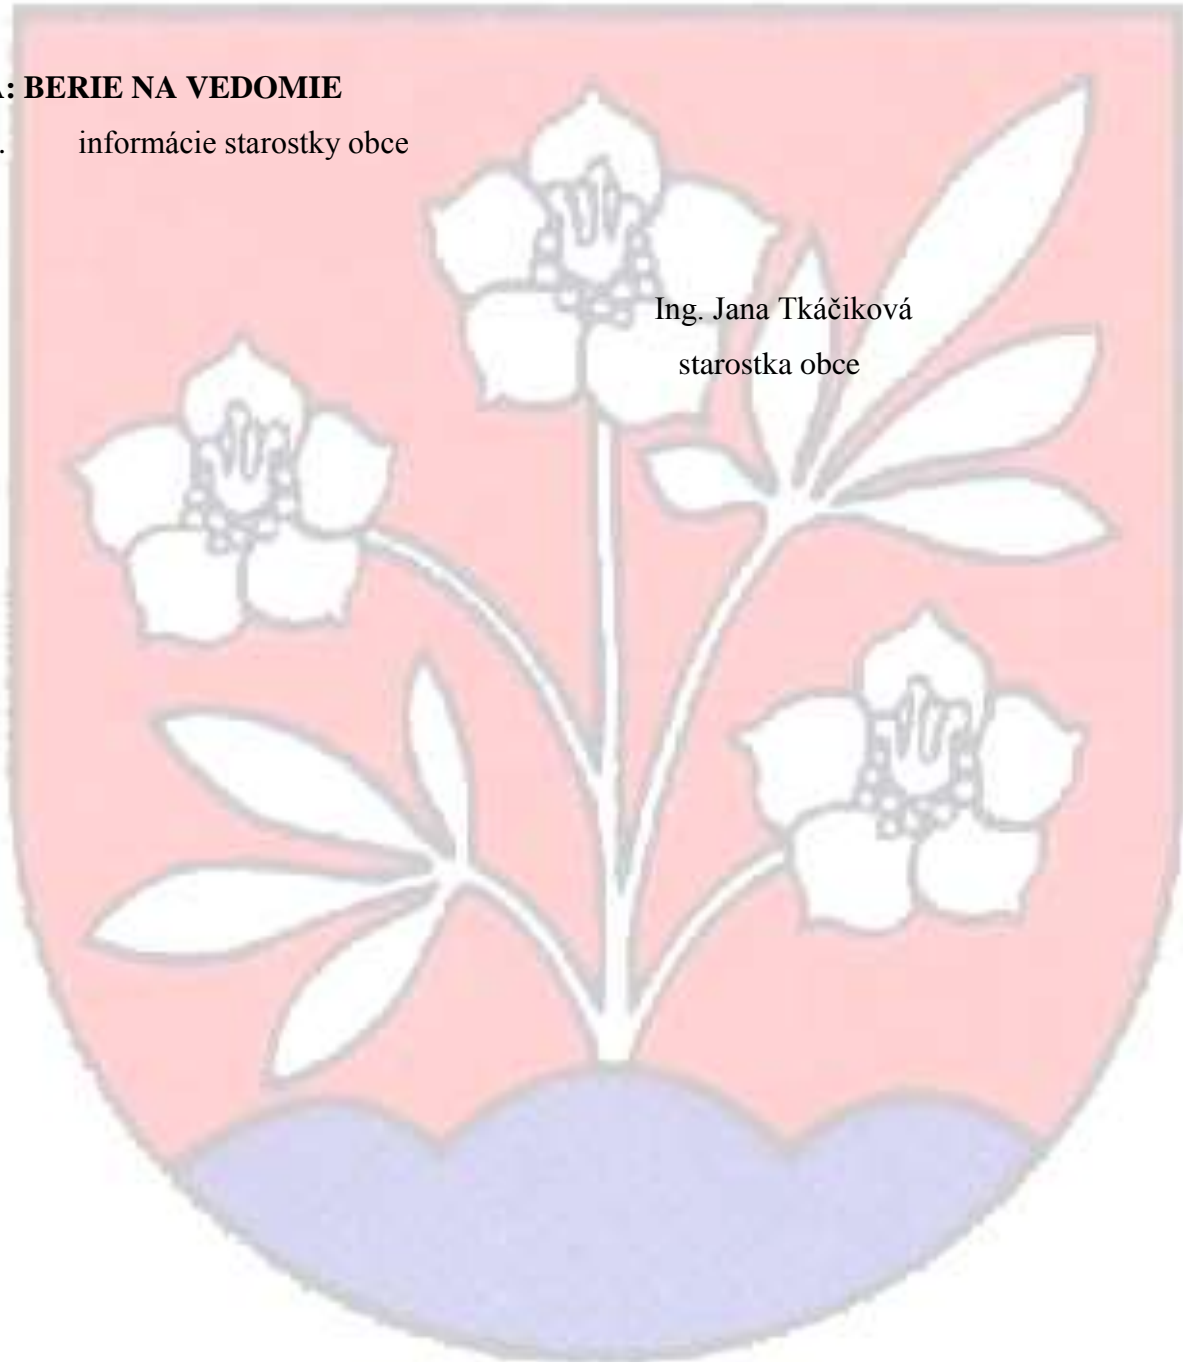 : BERIE NA VEDOMIE
. informácie starostky obce
Ing. Jana Tkáčiková
starostka obce